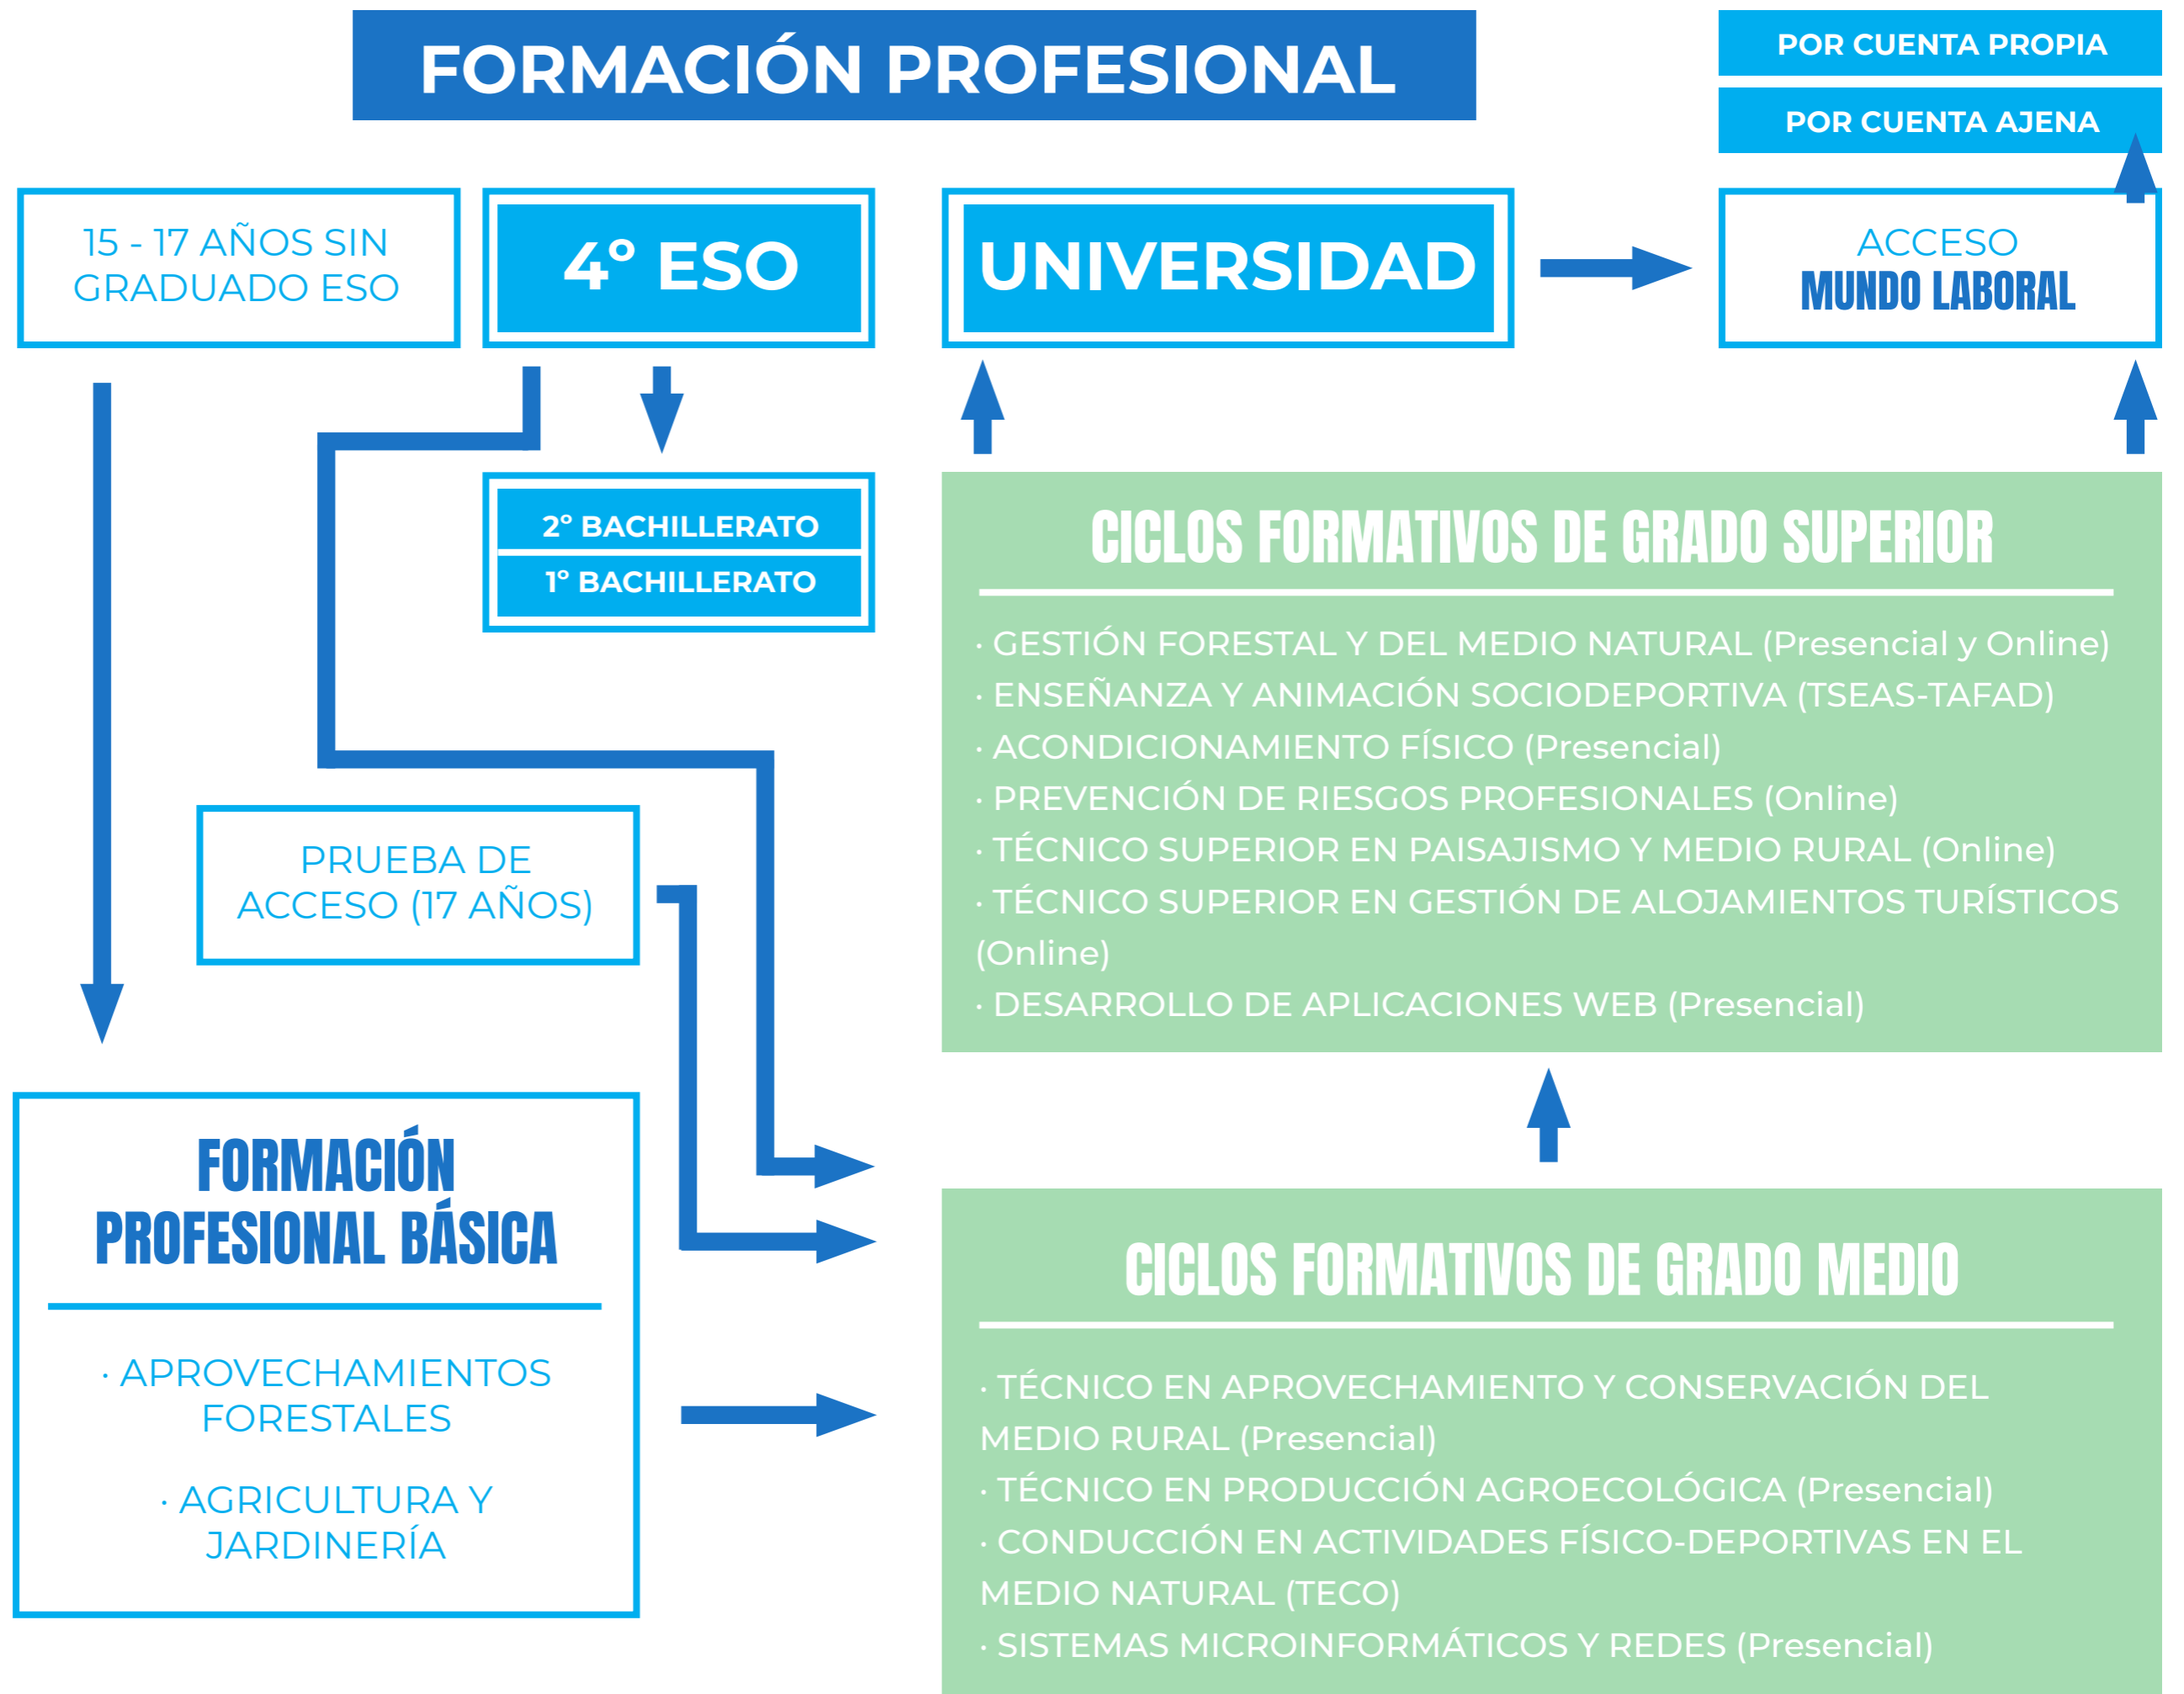 FORMACIÓN PROFESIONAL
POR CUENTA PROPIA
POR CUENTA AJENA
15 - 17 AÑOS SIN
GRADUADO ESO
4º ESO
UNIVERSIDAD
ACCESO
MUNDO LABORAL
2º BACHILLERATO
1º BACHILLERATO
CICLOS FORMATIVOS DE GRADO SUPERIOR
· GESTIÓN FORESTAL Y DEL MEDIO NATURAL (Presencial y Online)
· ENSEÑANZA Y ANIMACIÓN SOCIODEPORTIVA (TSEAS-TAFAD)
· ACONDICIONAMIENTO FÍSICO (Presencial)
· PREVENCIÓN DE RIESGOS PROFESIONALES (Online)
· TÉCNICO SUPERIOR EN PAISAJISMO Y MEDIO RURAL (Online)
· TÉCNICO SUPERIOR EN GESTIÓN DE ALOJAMIENTOS TURÍSTICOS
(Online)
· DESARROLLO DE APLICACIONES WEB (Presencial)
PRUEBA DE
ACCESO (17 AÑOS)
FORMACIÓN
PROFESIONAL BÁSICA
· APROVECHAMIENTOS
FORESTALES
· AGRICULTURA Y
JARDINERÍA
CICLOS FORMATIVOS DE GRADO MEDIO
· TÉCNICO EN APROVECHAMIENTO Y CONSERVACIÓN DEL
MEDIO RURAL (Presencial)
· TÉCNICO EN PRODUCCIÓN AGROECOLÓGICA (Presencial)
· CONDUCCIÓN EN ACTIVIDADES FÍSICO-DEPORTIVAS EN EL
MEDIO NATURAL (TECO)
· SISTEMAS MICROINFORMÁTICOS Y REDES (Presencial)